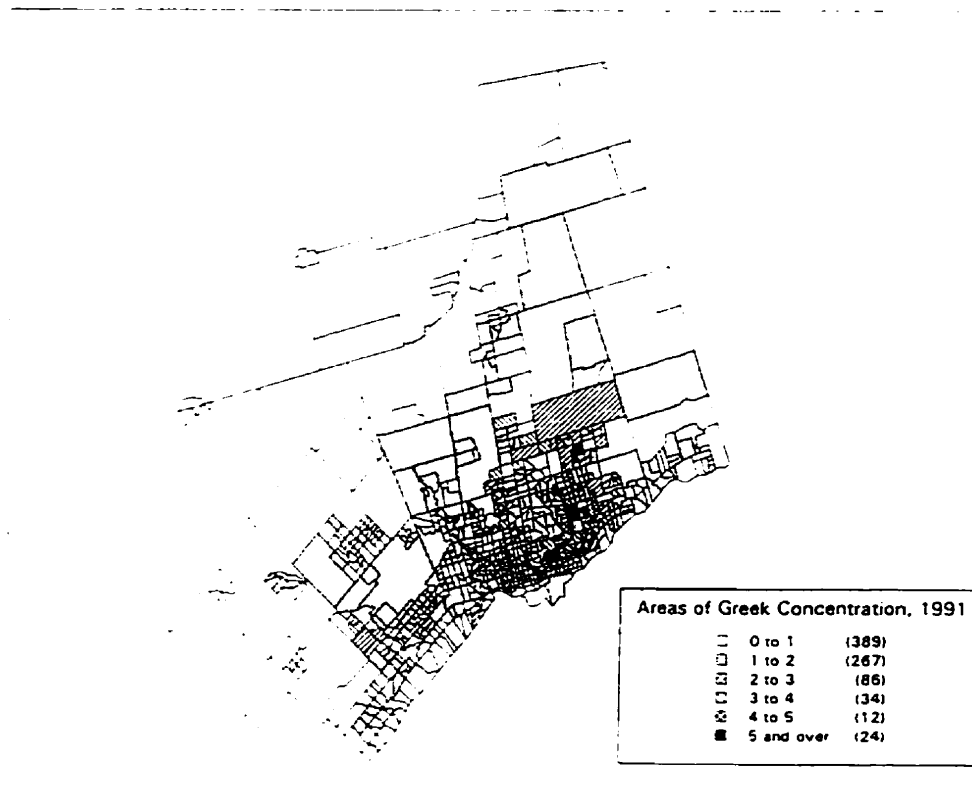 Areas of Greek Concentration, 1991
0 to 1 (389)
1 to 2 (267)
2 to 3 (86)
3 to 4 (34)
4 to 5 (12)
5 and over (24)